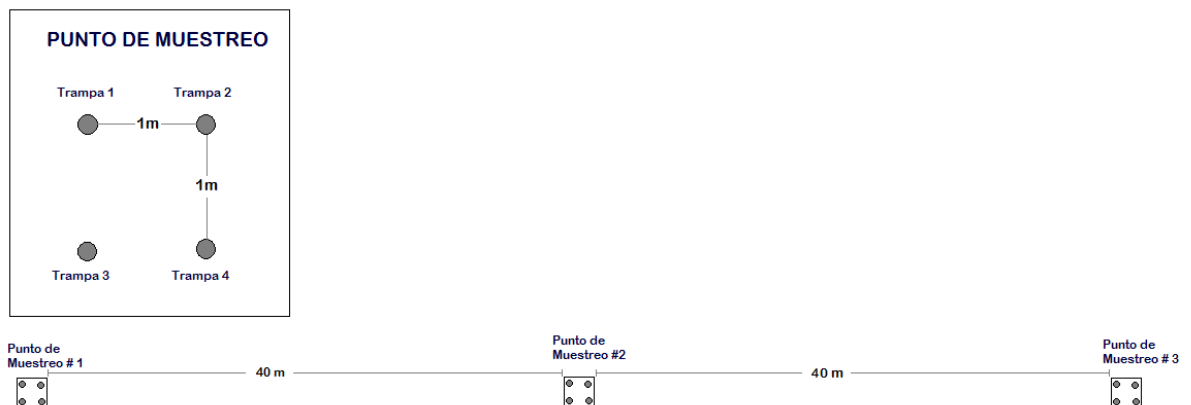 PUNTO DE MUESTREO
Trampa 1
Trampa 2
1m
1m
Trampa 3
Trampa 4
Punto de
Muestreo # 1
40 m
Punto de
Muestreo #2
40 m
Punto de
Muestreo # 3